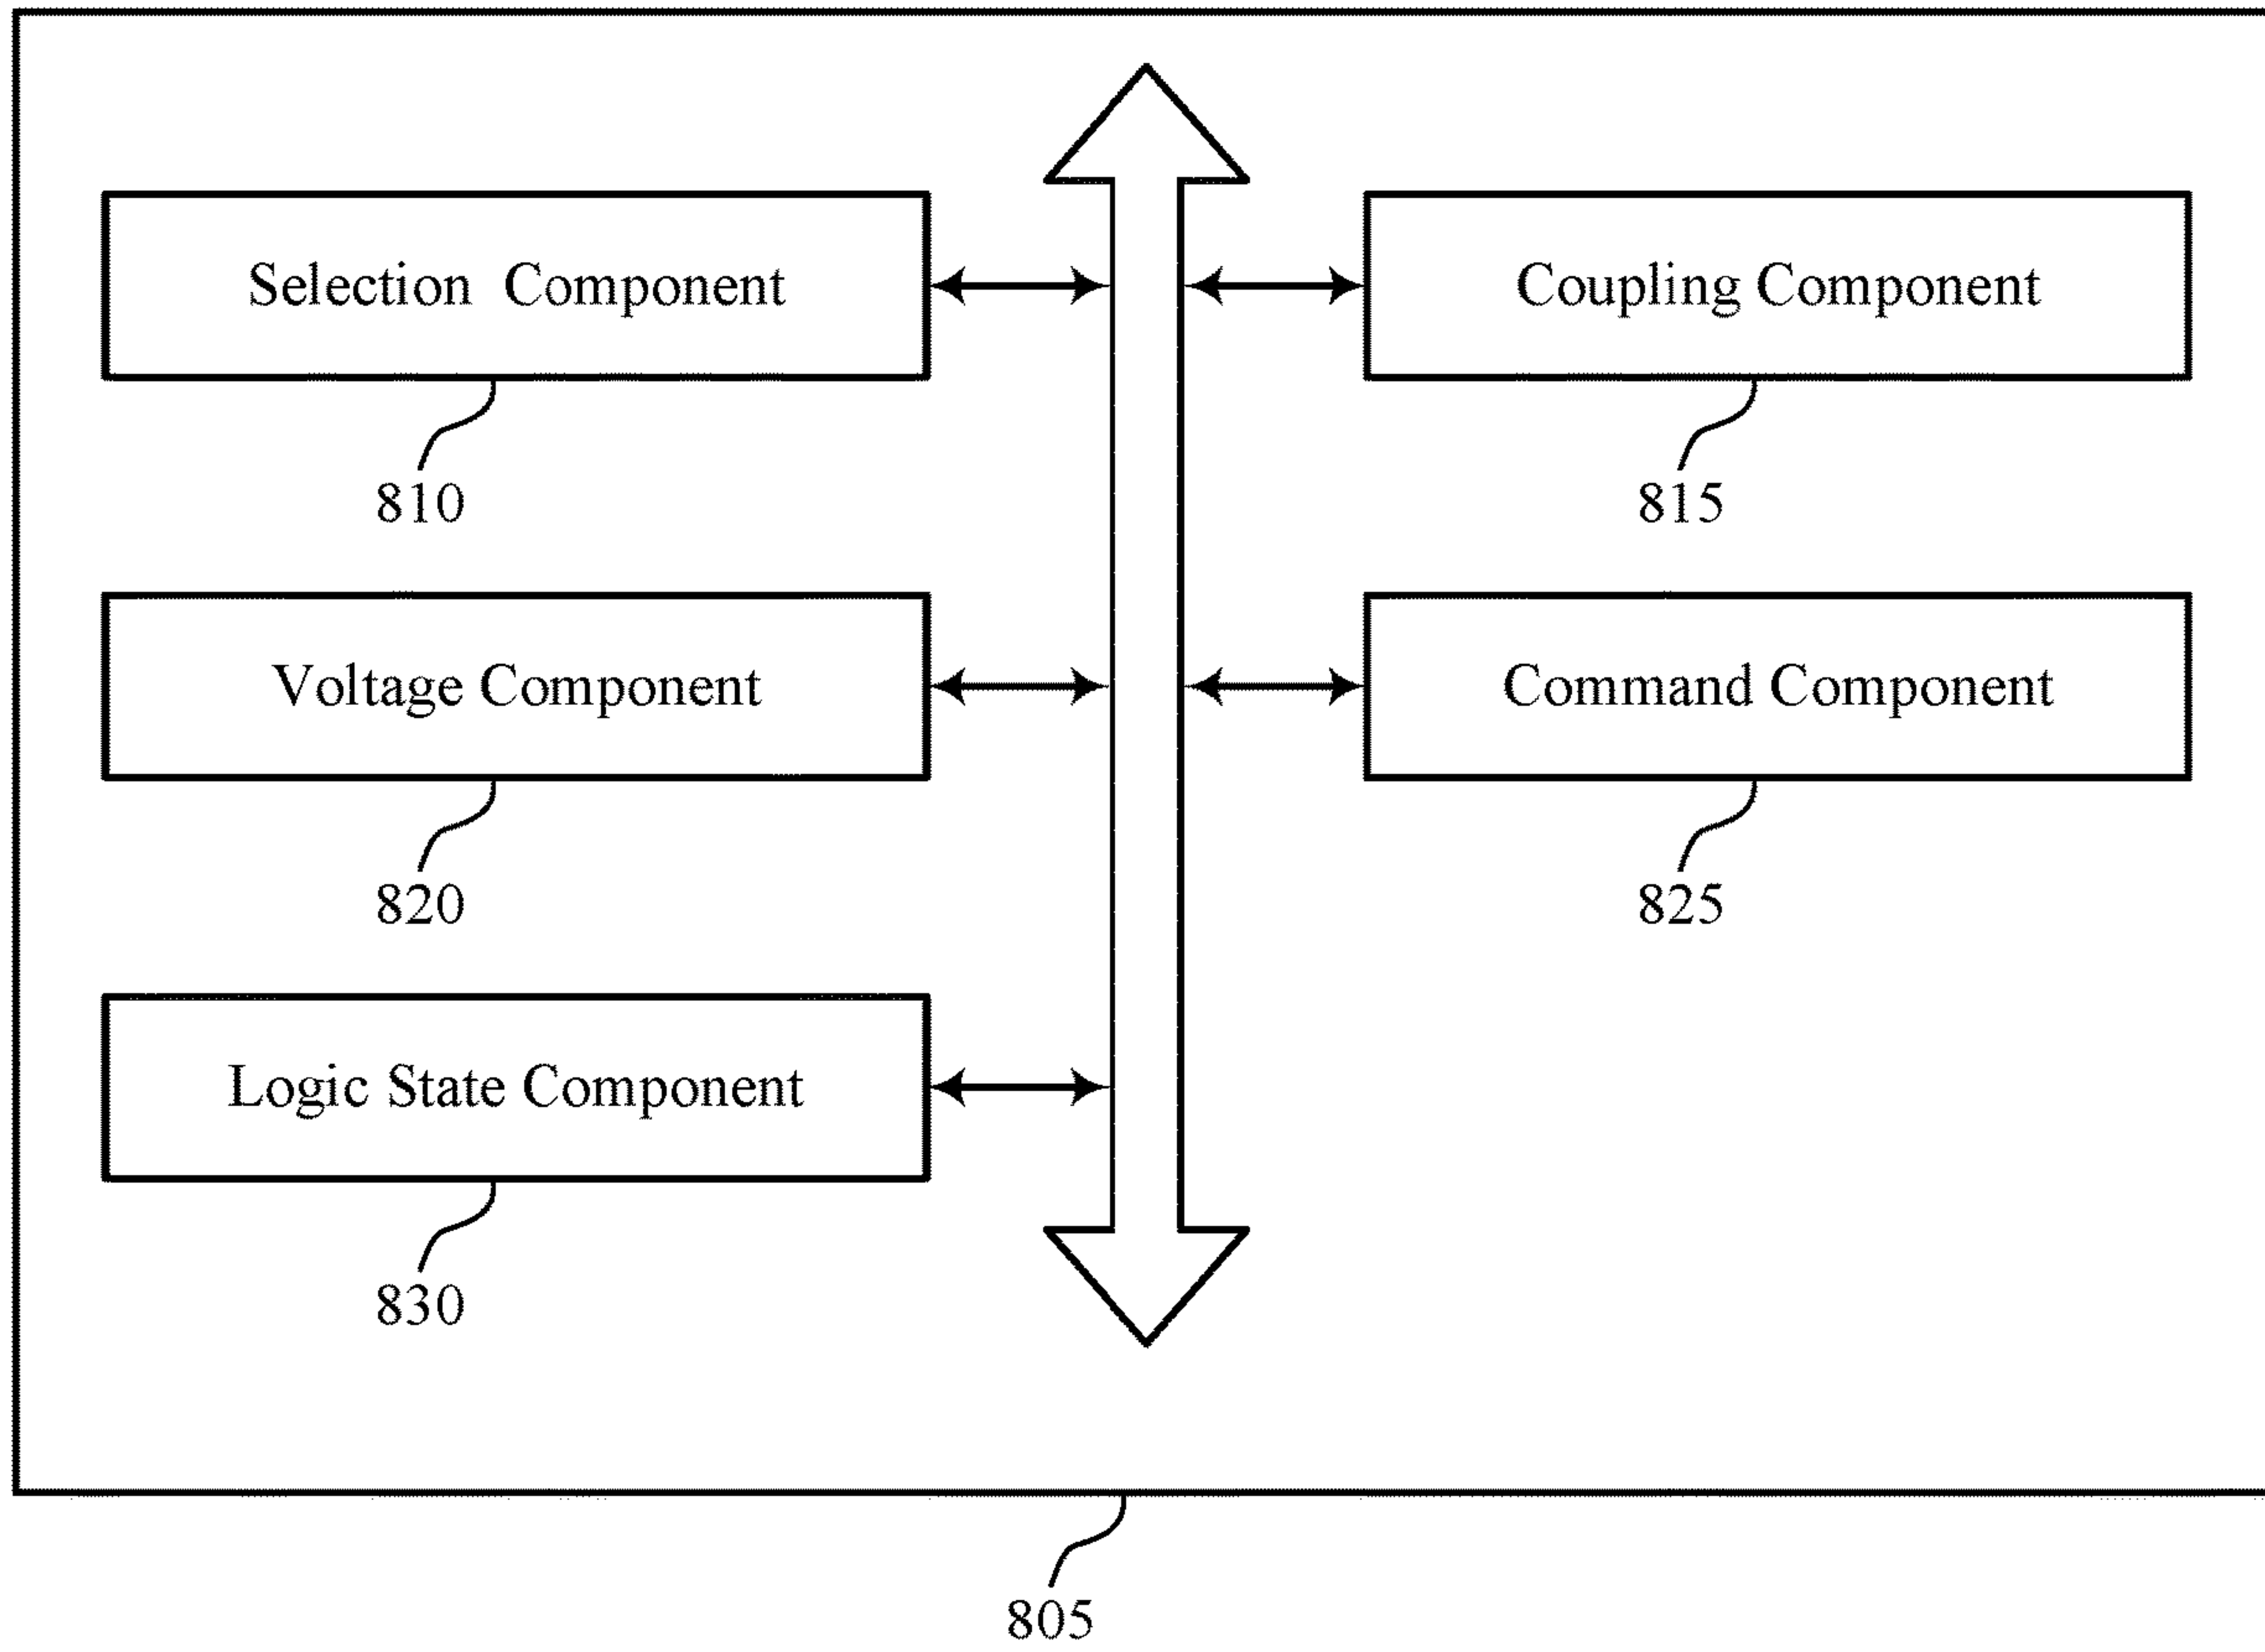 Selection Component
Coupling Component
810
815
Voltage Component
Command Component
820
825
Logic State Component
830
805